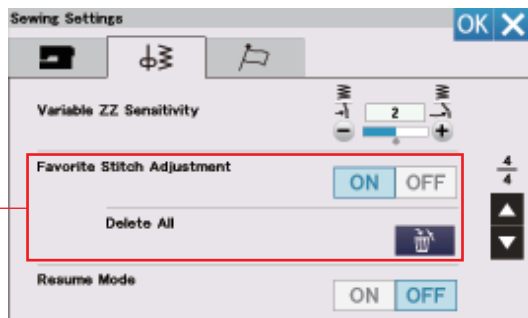 Sewing Settings
OK
Variable ZZ Sensitivity
2
Favorite Stitch Adjustment
ON OFF
4
4
Delete All
Resume Mode
ON OFF